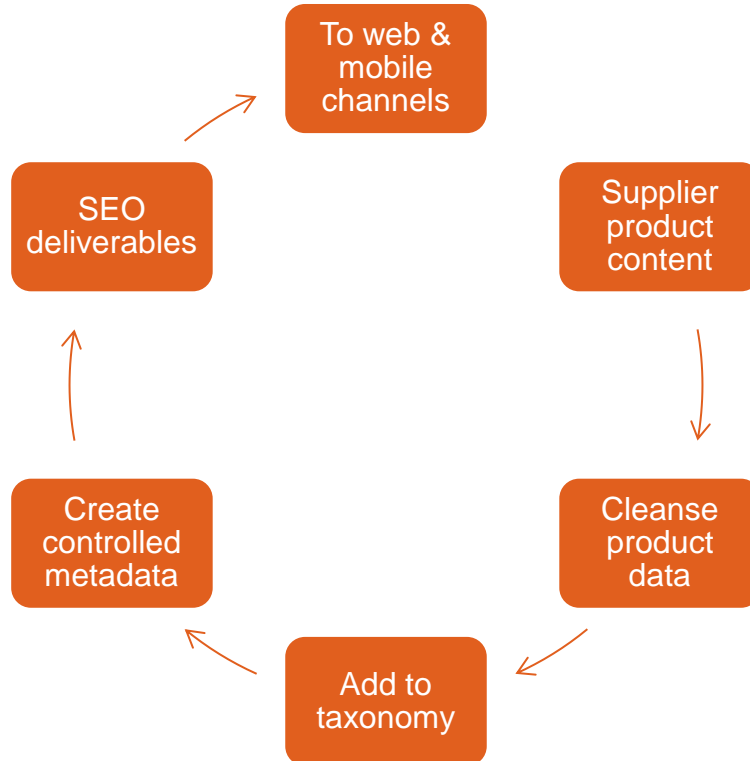 To web &
mobile
channels
Supplier
product
content
Cleanse
product
data
Add to
taxonomy
Create
controlled
metadata
SEO
deliverables